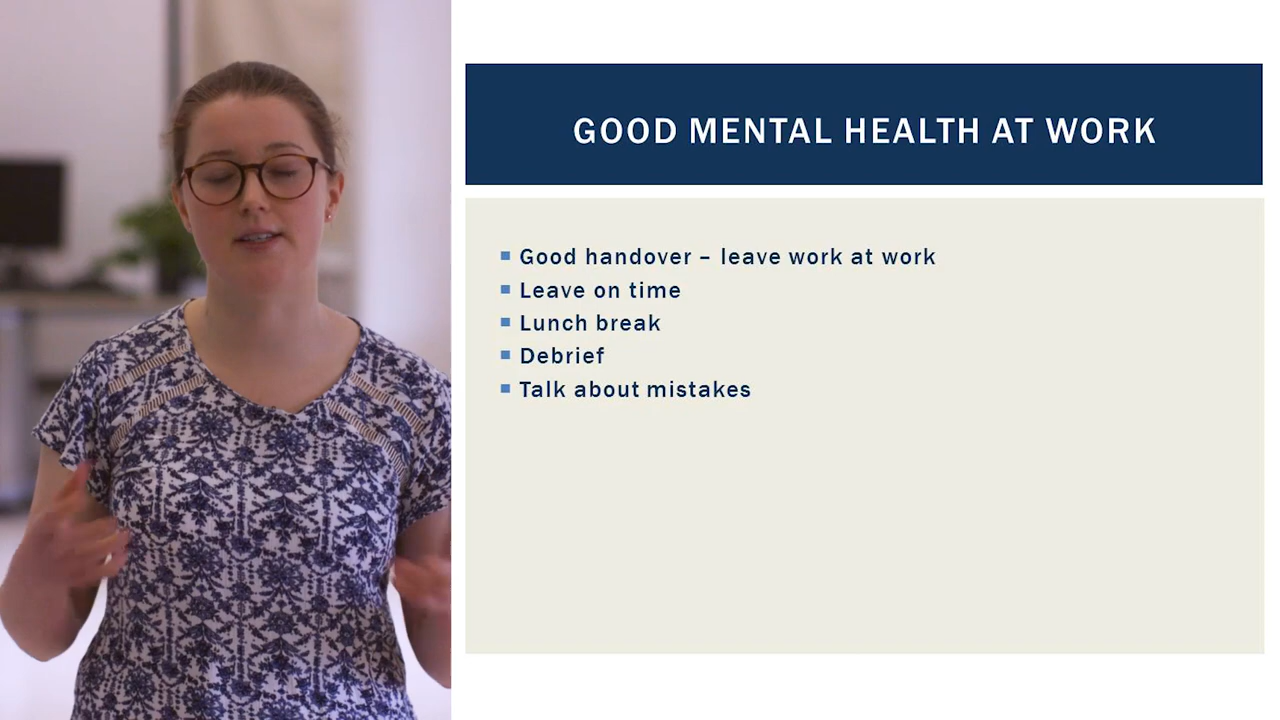 GOOD MENTAL HEALTH AT WORK
Good handover – leave work at work
Leave on time
Lunch break
Debrief
Talk about mistakes